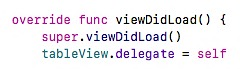 override func viewDidLoad() {
super.viewDidLoad()
tableView.delegate = self